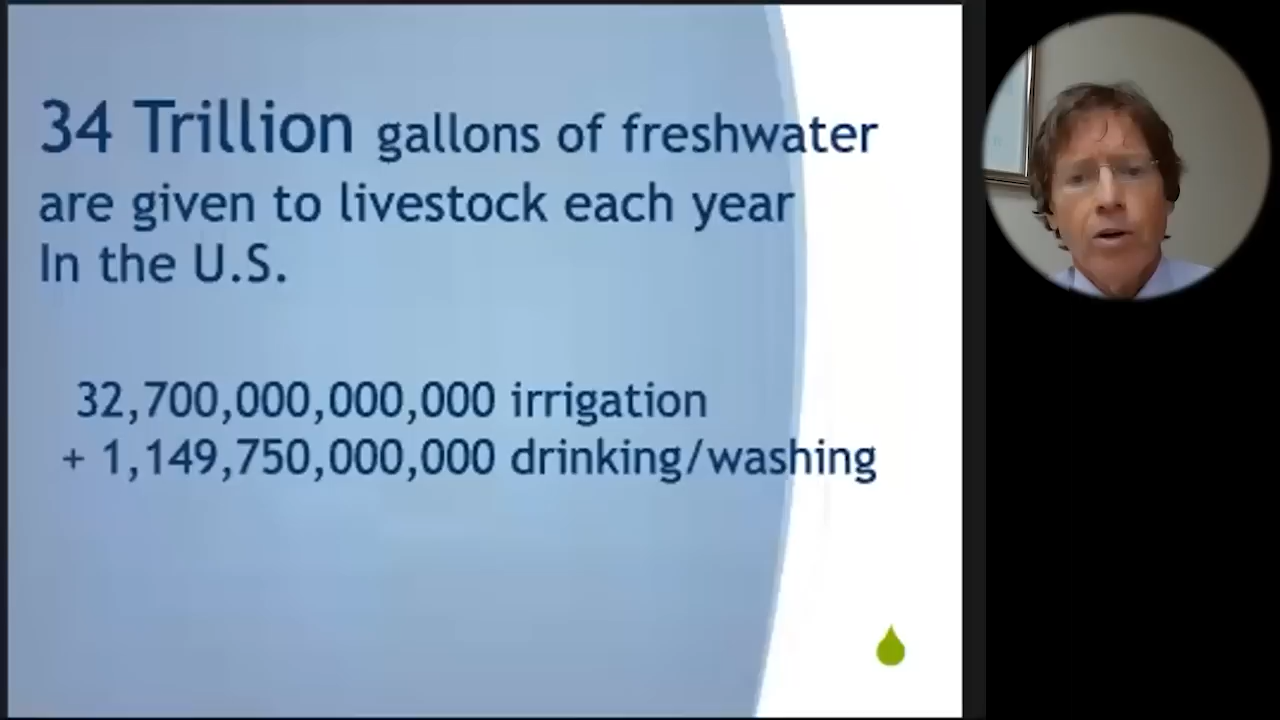 34 Trillion gallons of freshwater
are given to livestock each year
In the U.S.
32,700,000,000,000 irrigation
+ 1,149,750,000,000 drinking/washing